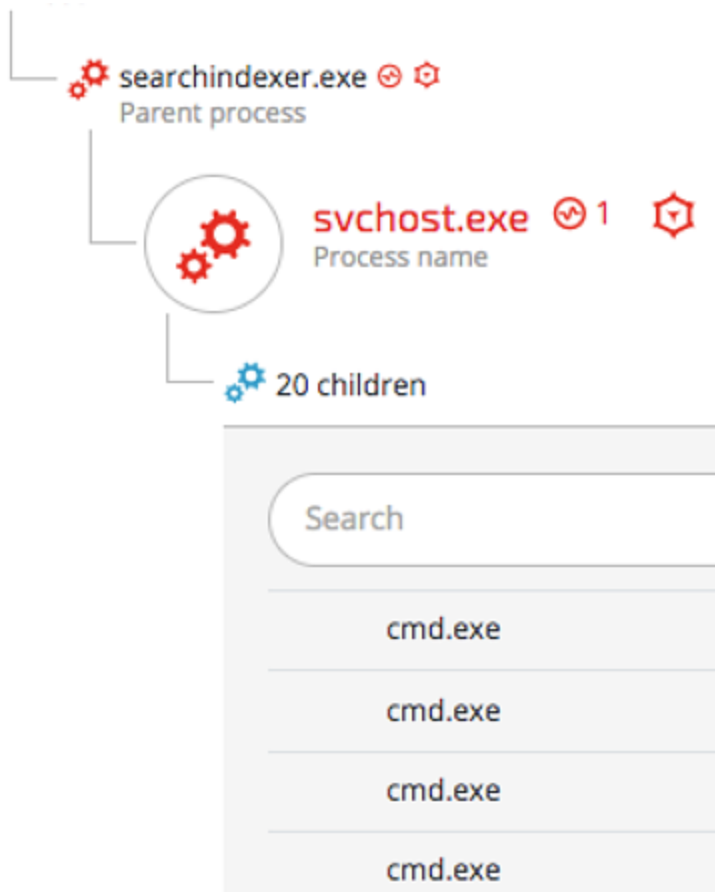 searchindexer.exe
Parent process
svchost.exe 1
Process name
20 children
Search
cmd.exe
cmd.exe
cmd.exe
cmd.exe